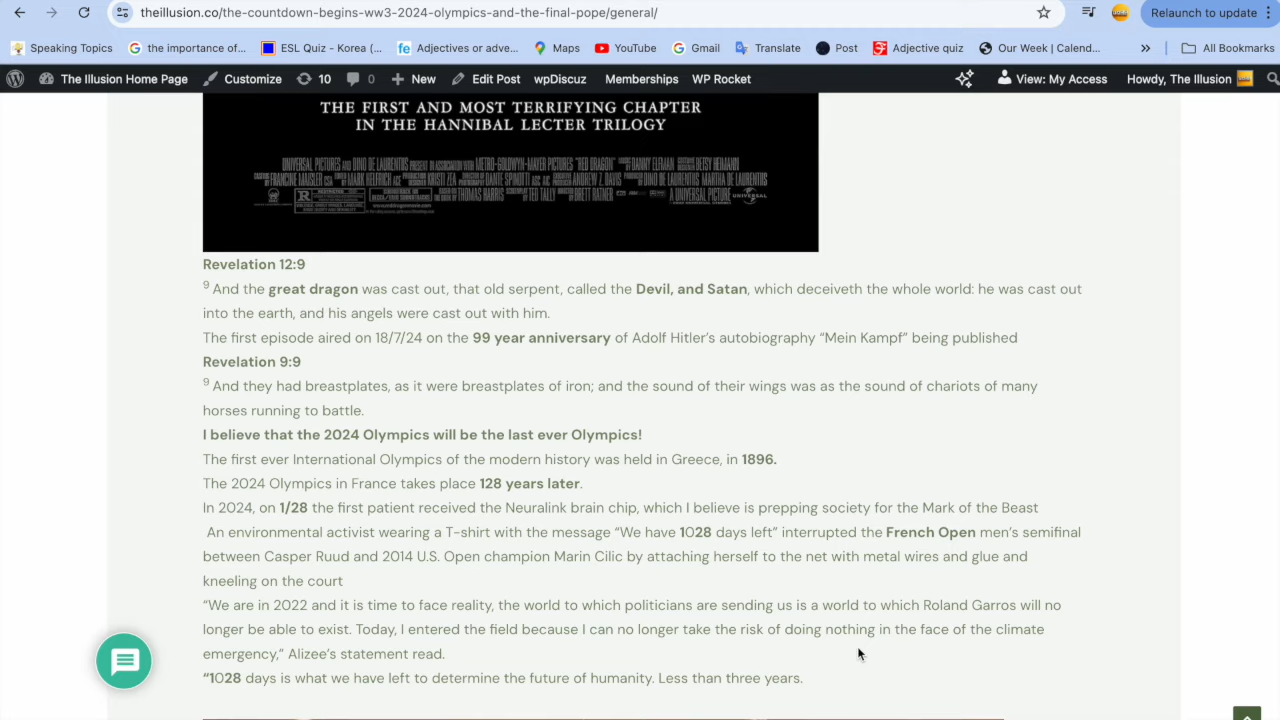 theillusion.co/the-countdown-begins-ww3-2024-olympics-and-the-final-pope/general/
Relaunch to update
Speaking Topics
the importance of...
ESL Quiz - Korea (...
Adjectives or adve...
Maps
YouTube
Gmail
Translate
Post
Adjective quiz
Our Week | Calend...
All Bookmarks
The Illusion Home Page
Customize
10
0
New
Edit Post
wpDiscuz
Memberships
WP Rocket
View: My Access
Howdy, The Illusion
THE FIRST AND MOST TERRIFYING CHAPTER
IN THE HANNIBAL LECTER TRILOGY
Revelation 12:9
9 And the great dragon was cast out, that old serpent, called the Devil, and Satan, which deceiveth the whole world: he was cast out
into the earth, and his angels were cast out with him.
The first episode aired on 18/7/24 on the 99 year anniversary of Adolf Hitler's autobiography “Mein Kampf” being published
Revelation 9:9
9 And they had breastplates, as it were breastplates of iron; and the sound of their wings was as the sound of chariots of many
horses running to battle.
I believe that the 2024 Olympics will be the last ever Olympics!
The first ever International Olympics of the modern history was held in Greece, in 1896.
The 2024 Olympics in France takes place 128 years later.
In 2024, on 1/28 the first patient received the Neuralink brain chip, which I believe is prepping society for the Mark of the Beast
An environmental activist wearing a T-shirt with the message “We have 1028 days left” interrupted the French Open men's semifinal
between Casper Ruud and 2014 U.S. Open champion Marin Cilic by attaching herself to the net with metal wires and glue and
kneeling on the court
“We are in 2022 and it is time to face reality, the world to which politicians are sending us is a world to which Roland Garros will no
longer be able to exist. Today, I entered the field because I can no longer take the risk of doing nothing in the face of the climate
emergency,” Alizee's statement read.
“1028 days is what we have left to determine the future of humanity. Less than three years.